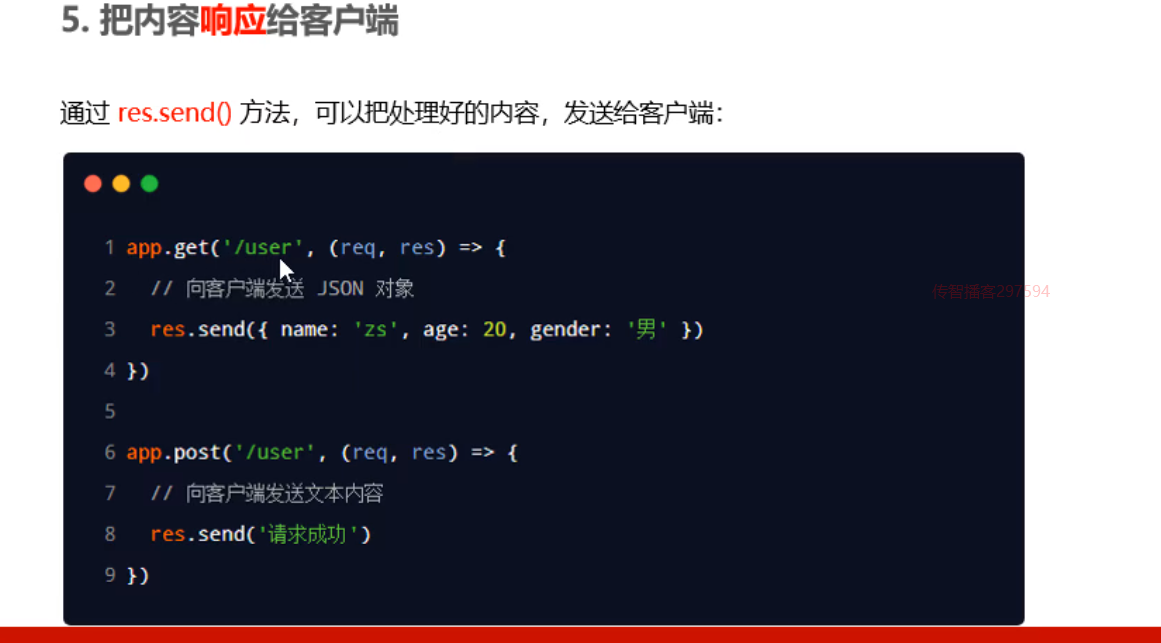 5. 把内容响应给客户端
通过 res.send() 方法，可以把处理好的内容，发送给客户端：
1 app.get('/user', (req, res) => {
2 // 向客户端发送 JSON 对象
传智播客297594
3 res.send({ name: 'zs', age: 20, gender: '男' })
4 })
5
6 app.post('/user', (req, res) => {
7 // 向客户端发送文本内容
8 res.send('请求成功')
9 })